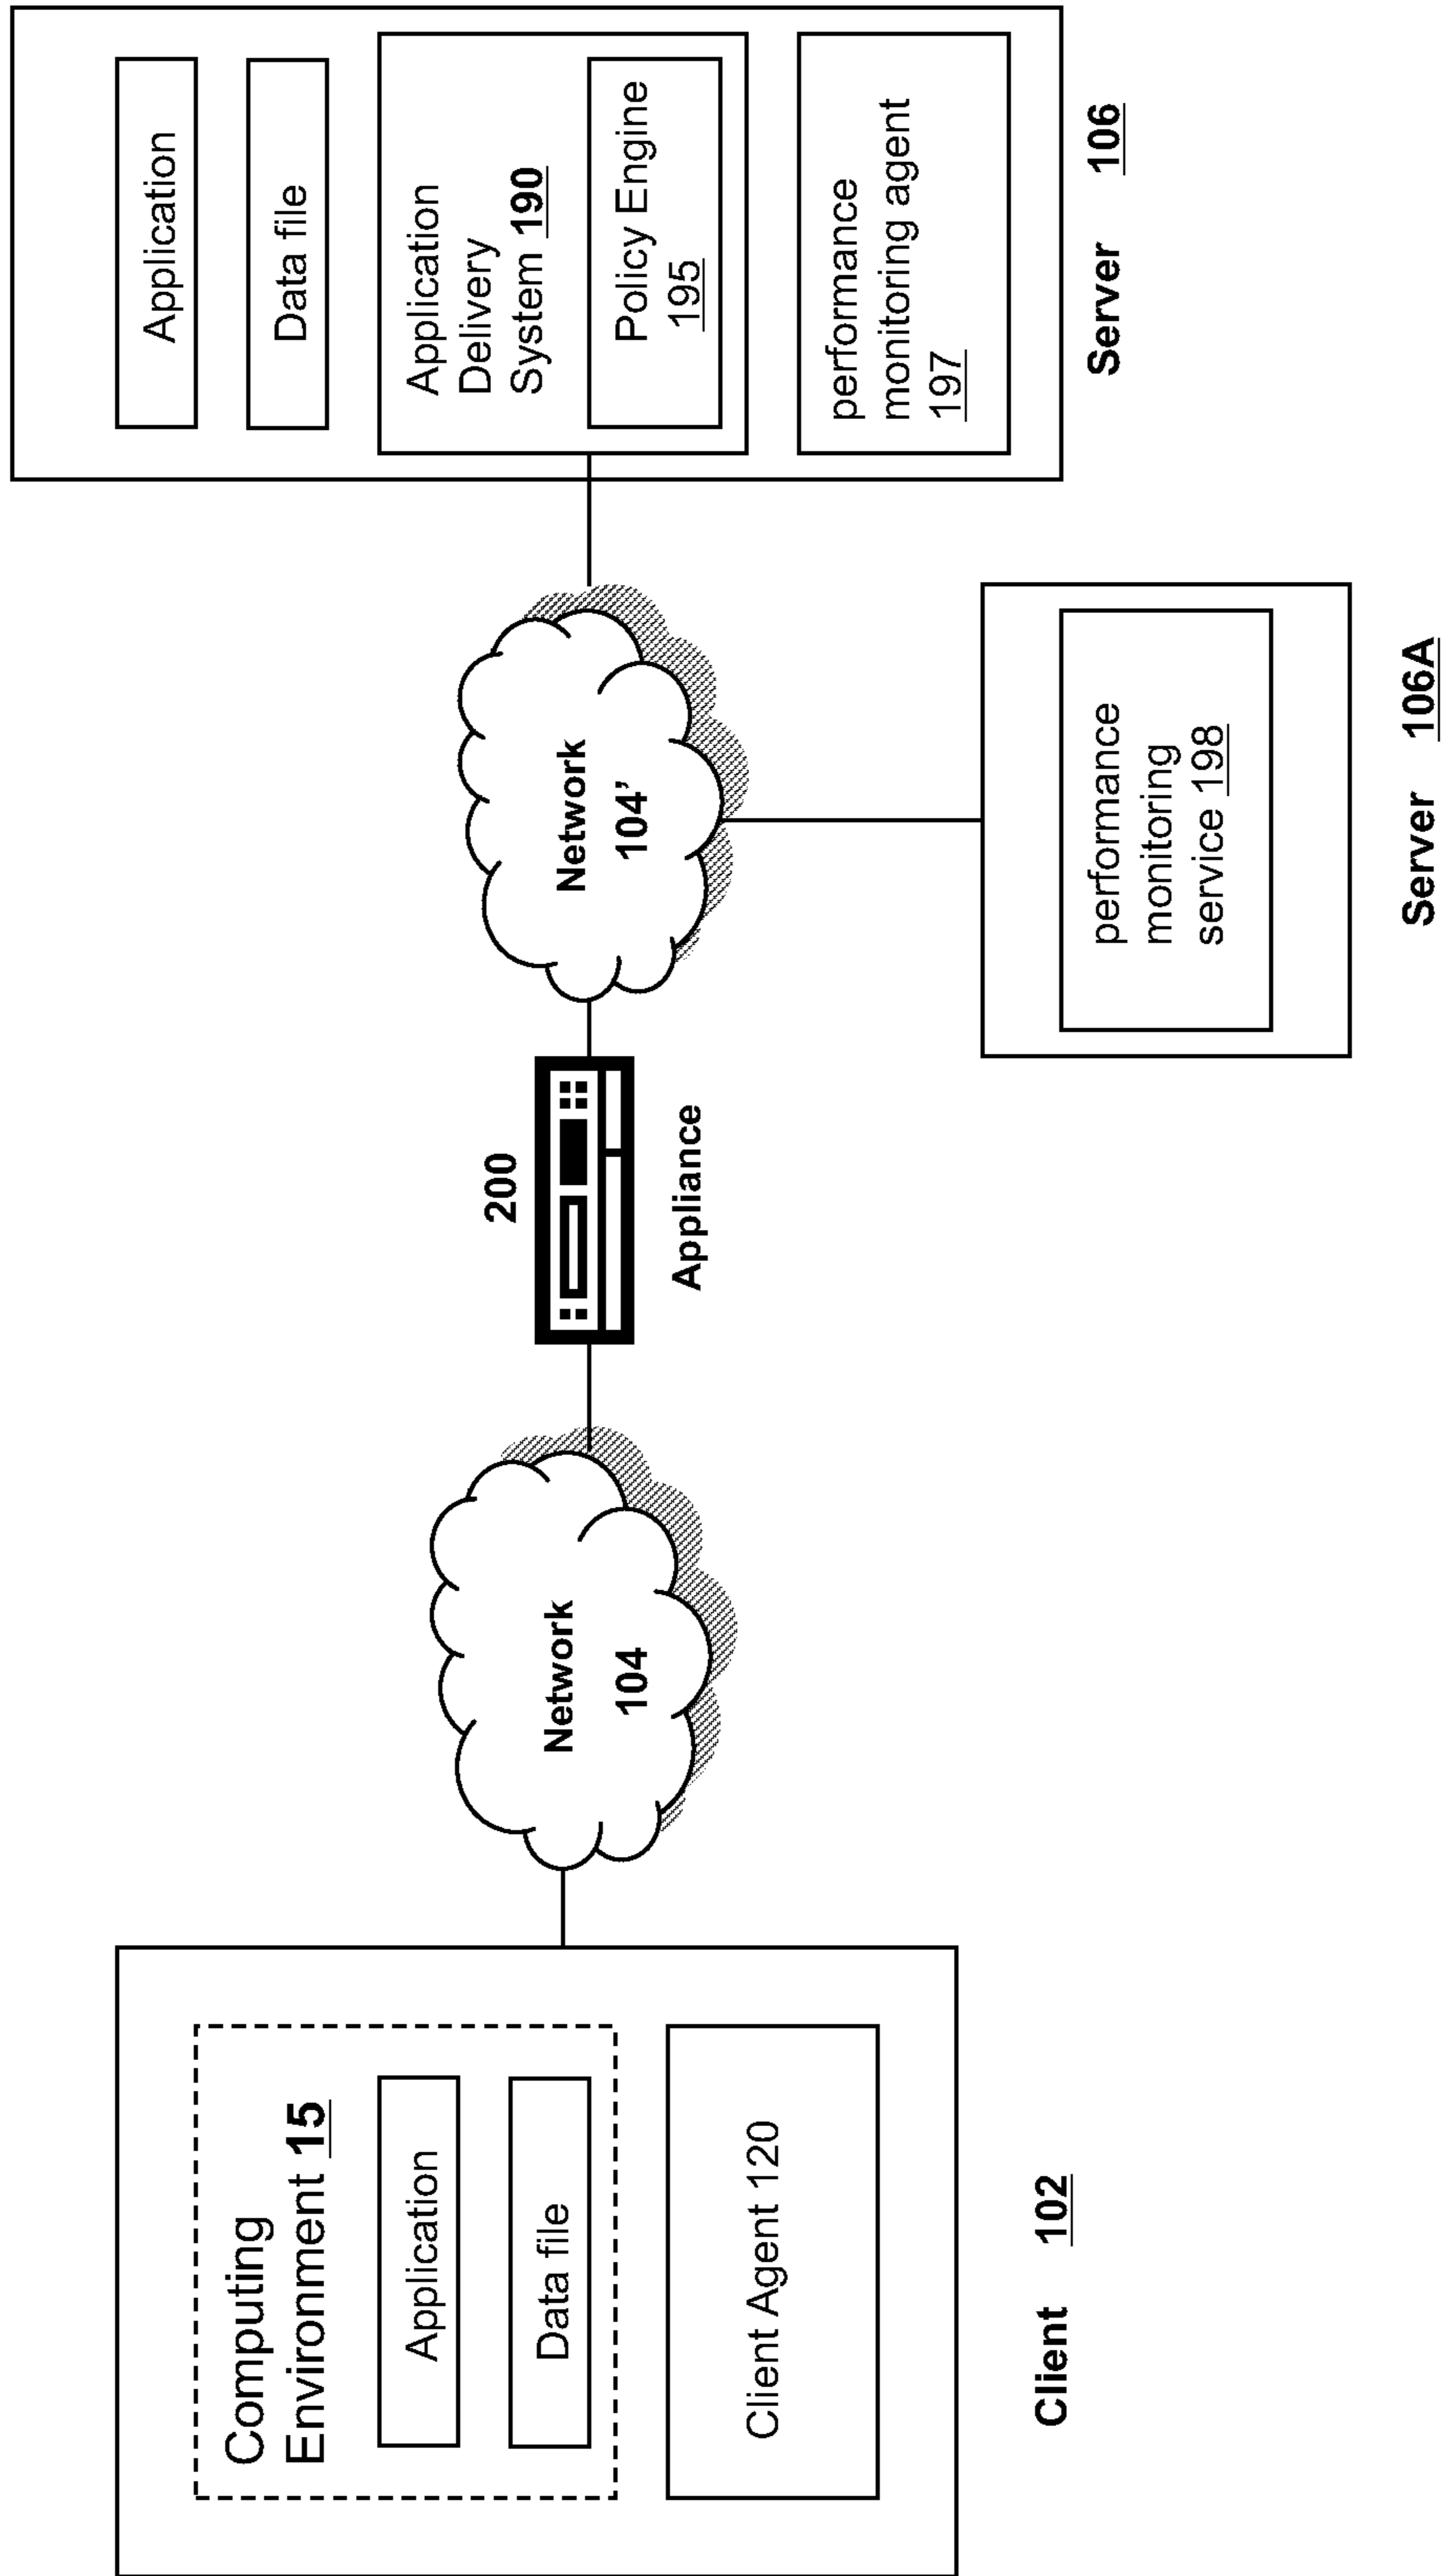 Computing
Environment 15
Application
Data file
Client Agent 120
Client 102
Network
104
200
Appliance
Network
104’
performance
monitoring
service 198
Server 106A
Application
Data file
Application
Delivery
System 190
Policy Engine
195
performance
monitoring agent
197
Server 106